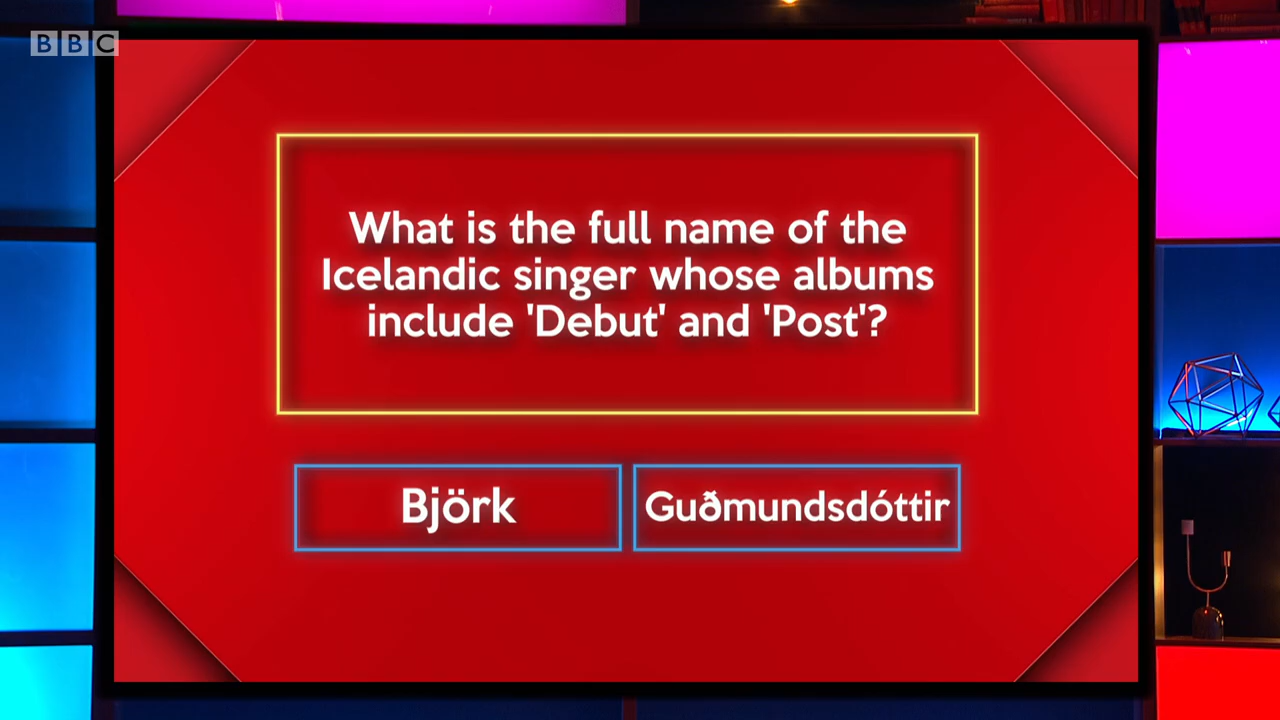 BBC
What is the full name of the
Icelandic singer whose albums
include 'Debut' and 'Post'?
Björk
Guðmundsdóttir